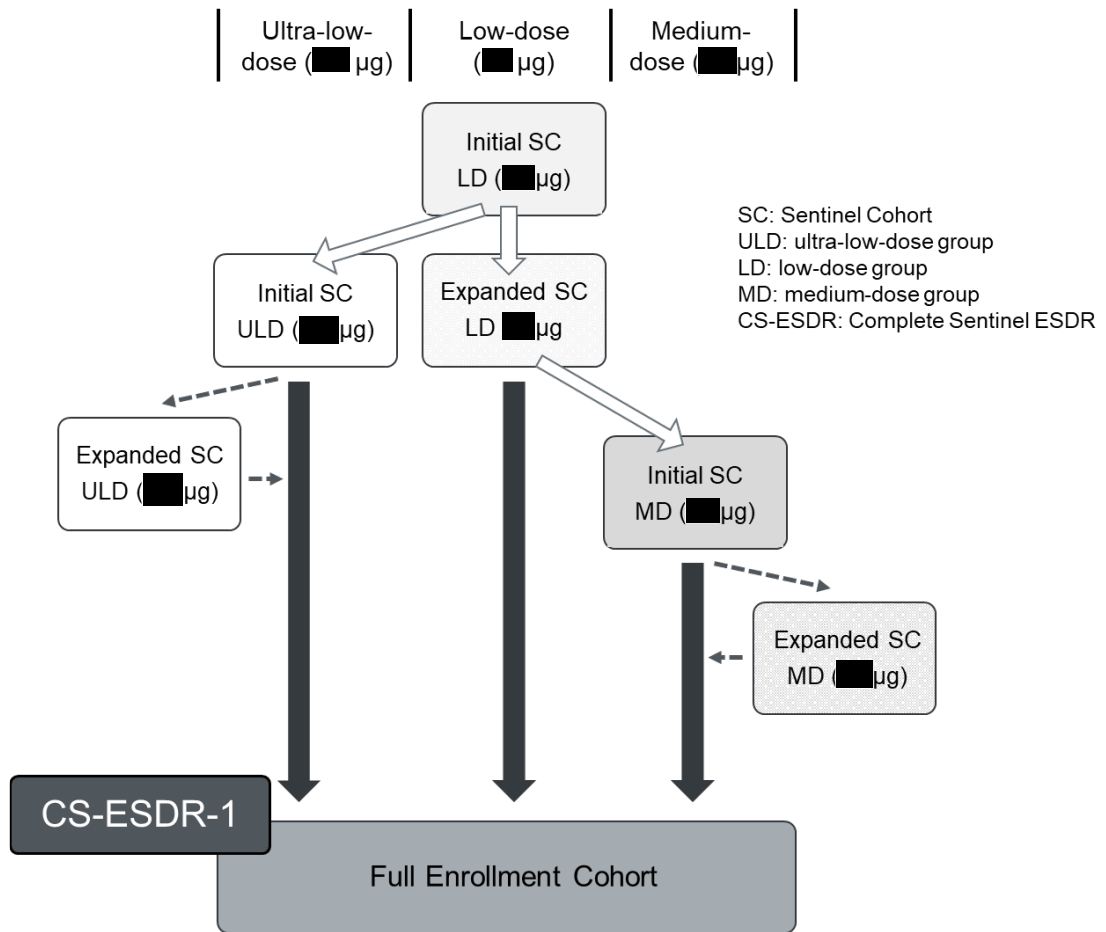 Ultra-low-
dose ( µg)
Low-dose
( µg)
Medium-
dose ( µg)
Initial SC
LD ( µg)
SC: Sentinel Cohort
ULD: ultra-low-dose group
LD: low-dose group
MD: medium-dose group
CS-ESDR: Complete Sentinel ESDR
Initial SC
ULD ( µg)
Expanded SC
LD µg
Expanded SC
ULD ( µg)
Initial SC
MD ( µg)
Expanded SC
MD ( µg)
CS-ESDR-1
Full Enrollment Cohort